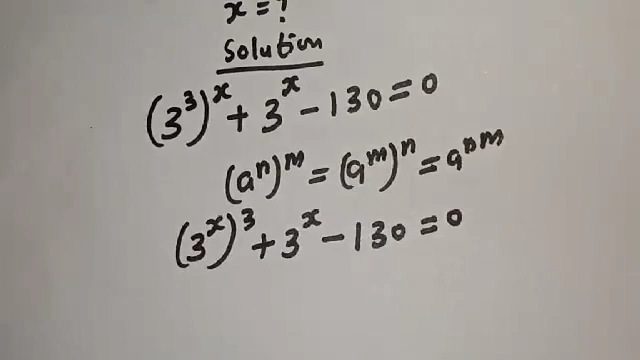 x = ?
Solution
(3³)ˣ + 3ˣ − 130 = 0
(aⁿ)ᵐ = (aᵐ)ⁿ = aⁿᵐ
(3ˣ)³ + 3ˣ − 130 = 0